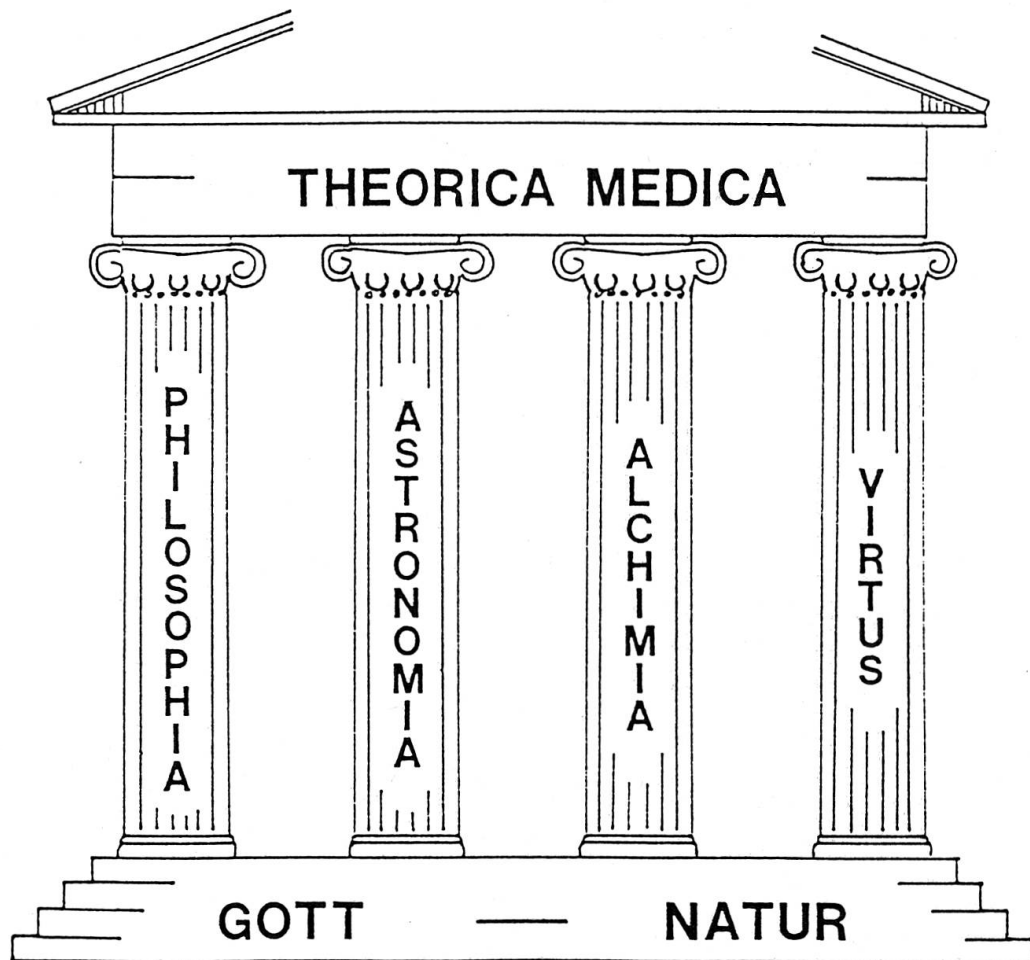 THEORICA MEDICA
PHILOSOPHIA
ASTRONOMIA
ALCHIMIA
VIRTUS
GOTT — NATUR